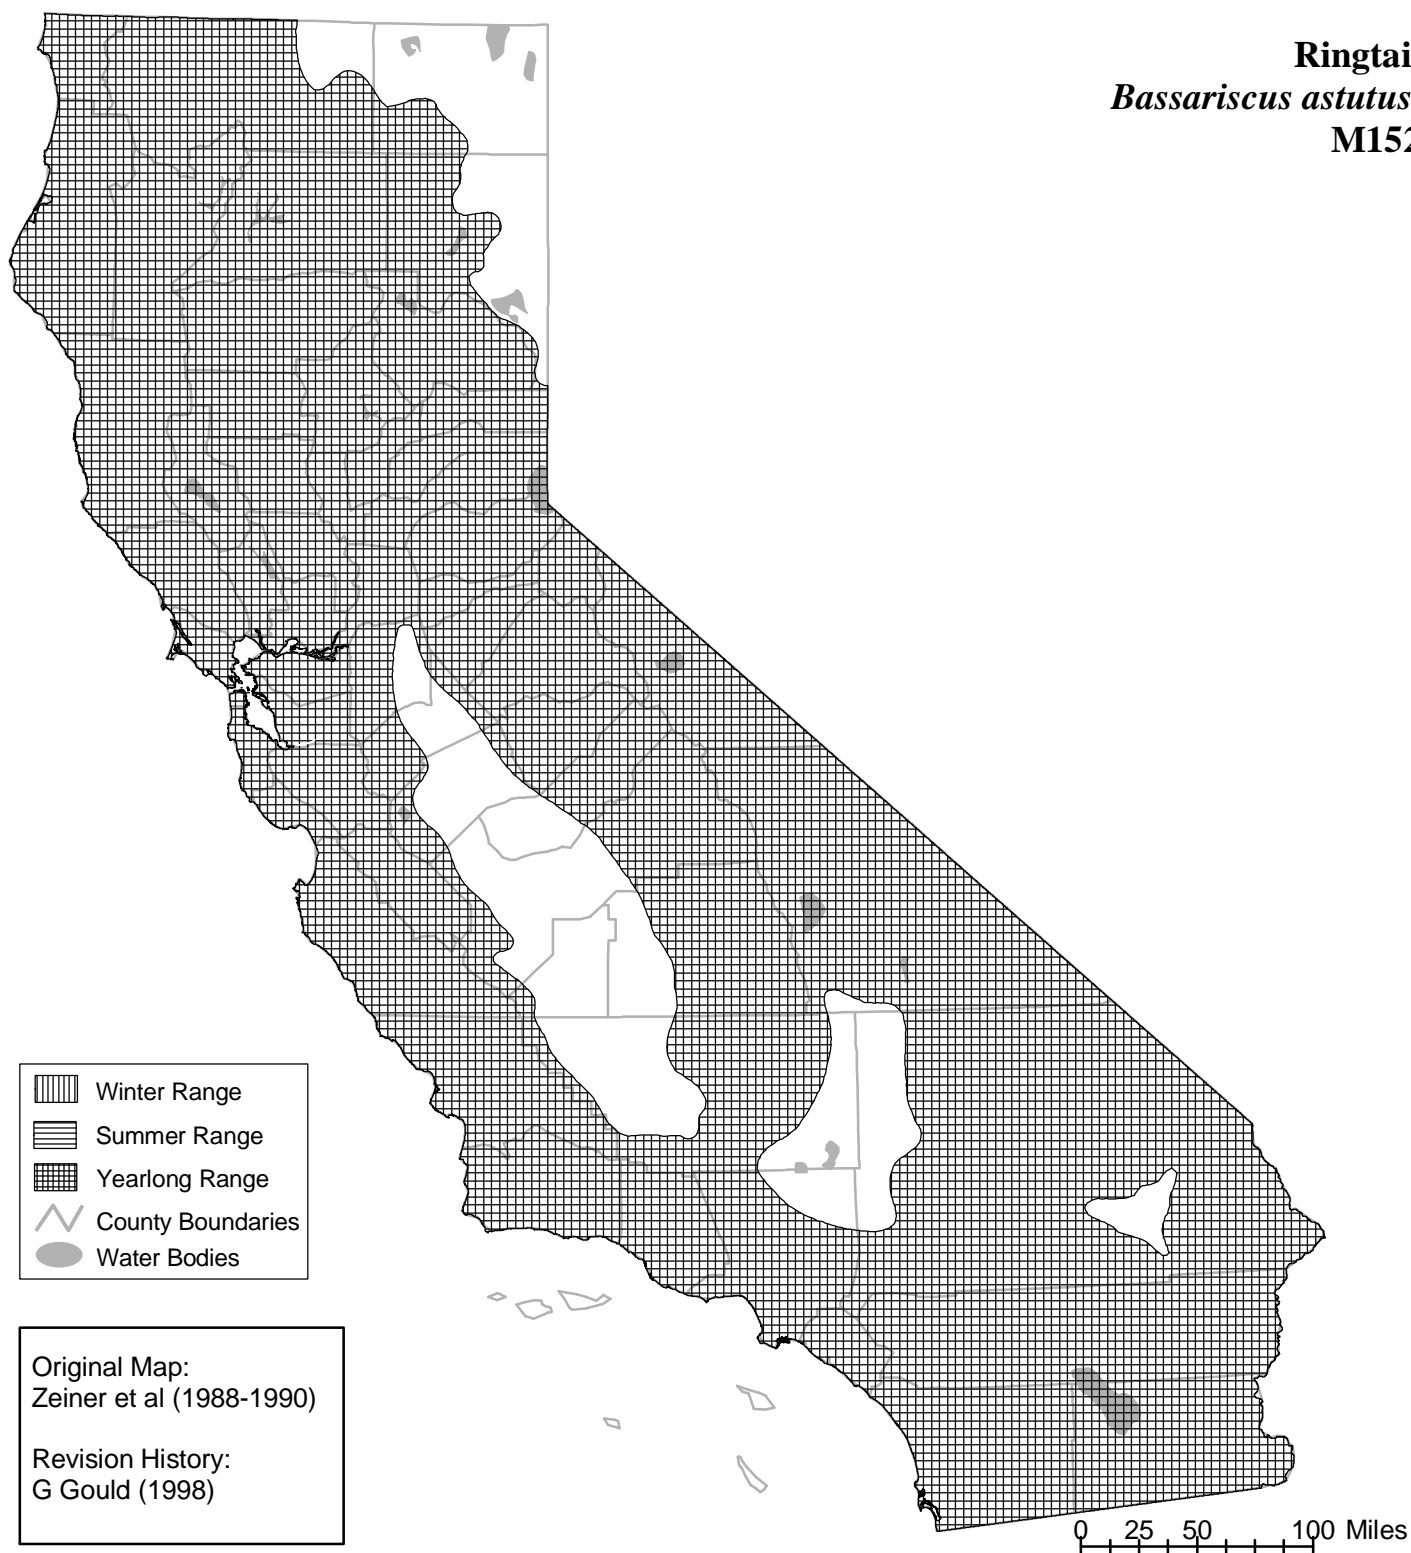 Ringtai
Bassariscus astutus
M152
Winter Range
Summer Range
Yearlong Range
County Boundaries
Water Bodies
Original Map:
Zeiner et al (1988-1990)
Revision History:
G Gould (1998)
0 25 50 100 Miles